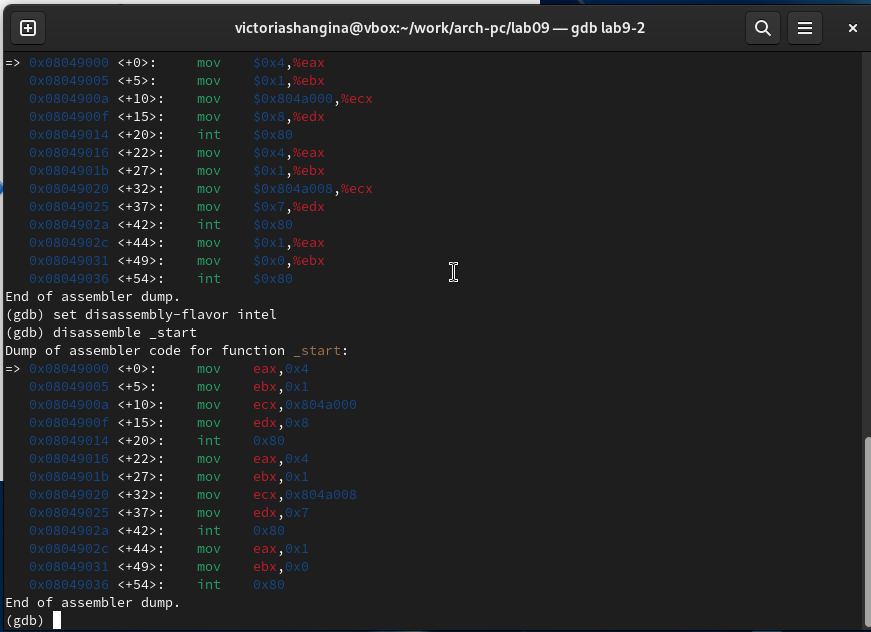 victoriashangina@vbox:~/work/arch-pc/lab09 — gdb lab9-2
=> 0x08049000 <+0>: mov $0x4,%eax
0x08049005 <+5>: mov $0x1,%ebx
0x0804900a <+10>: mov $0x804a000,%ecx
0x0804900f <+15>: mov $0x8,%edx
0x08049014 <+20>: int $0x80
0x08049016 <+22>: mov $0x4,%eax
0x0804901b <+27>: mov $0x1,%ebx
0x08049020 <+32>: mov $0x804a008,%ecx
0x08049025 <+37>: mov $0x7,%edx
0x0804902a <+42>: int $0x80
0x0804902c <+44>: mov $0x1,%eax
0x08049031 <+49>: mov $0x0,%ebx
0x08049036 <+54>: int $0x80
End of assembler dump.
(gdb) set disassembly-flavor intel
(gdb) disassemble _start
Dump of assembler code for function _start:
=> 0x08049000 <+0>: mov eax,0x4
0x08049005 <+5>: mov ebx,0x1
0x0804900a <+10>: mov ecx,0x804a000
0x0804900f <+15>: mov edx,0x8
0x08049014 <+20>: int 0x80
0x08049016 <+22>: mov eax,0x4
0x0804901b <+27>: mov ebx,0x1
0x08049020 <+32>: mov ecx,0x804a008
0x08049025 <+37>: mov edx,0x7
0x0804902a <+42>: int 0x80
0x0804902c <+44>: mov eax,0x1
0x08049031 <+49>: mov ebx,0x0
0x08049036 <+54>: int 0x80
End of assembler dump.
(gdb)